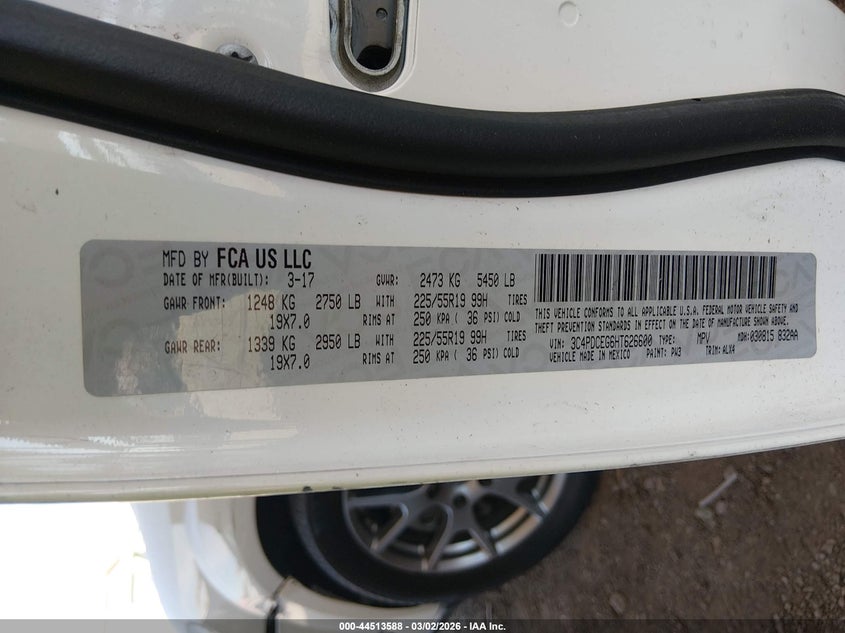 MFD BY FCA US LLC
DATE OF MFR(BUILT): 3-17 GVWR: 2473 KG 5450 LB
GAWR FRONT: 1248 KG 2750 LB WITH 225/55R19 99H TIRES
19X7.0 RIMS AT 250 KPA ( 36 PSI) COLD
GAWR REAR: 1339 KG 2950 LB WITH 225/55R19 99H TIRES
19X7.0 RIMS AT 250 KPA ( 36 PSI) COLD
THIS VEHICLE CONFORMS TO ALL APPLICABLE U.S.A. FEDERAL MOTOR VEHICLE SAFETY AND
THEFT PREVENTION STANDARDS IN EFFECT ON THE DATE OF MANUFACTURE SHOWN ABOVE.
VIN: 3C4PDCEG6HT626600 TYPE: MPV MDH: 030815 832AA
VEHICLE MADE IN MEXICO PAINT: PW3 TRIM: ALX4
000-44513588 | 03/02/2026 | IAA Inc.